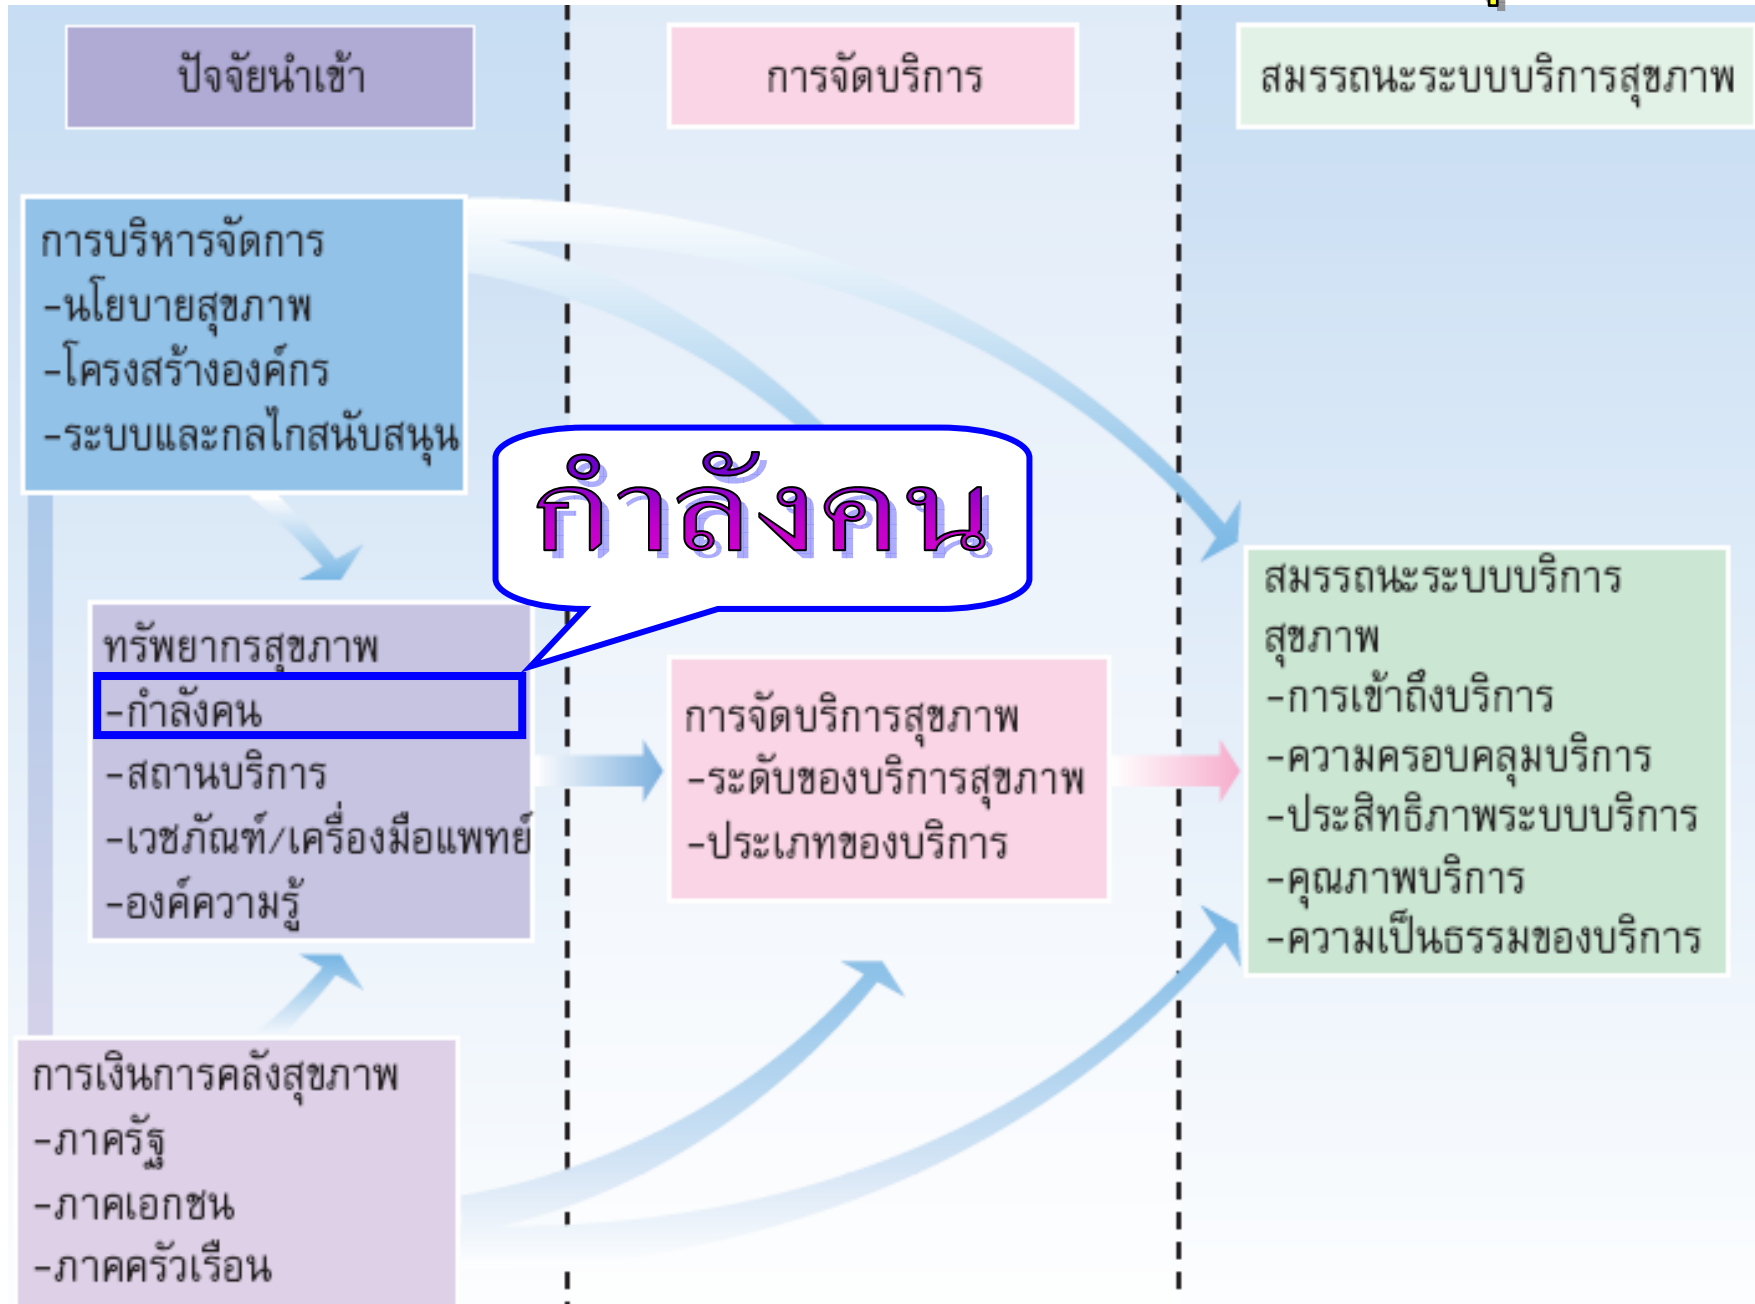 ปัจจัยนำเข้า
การจัดบริการ
สมรรถนะระบบบริการสุขภาพ
การบริหารจัดการ
-นโยบายสุขภาพ
-โครงสร้างองค์กร
-ระบบและกลไกสนับสนุน
กำลังคน
ทรัพยากรสุขภาพ
-กำลังคน
-สถานบริการ
-เวชภัณฑ์/เครื่องมือแพทย์
-องค์ความรู้
การจัดบริการสุขภาพ
-ระดับของบริการสุขภาพ
-ประเภทของบริการ
สมรรถนะระบบบริการ
สุขภาพ
-การเข้าถึงบริการ
-ความครอบคลุมบริการ
-ประสิทธิภาพระบบบริการ
-คุณภาพบริการ
-ความเป็นธรรมของบริการ
การเงินการคลังสุขภาพ
-ภาครัฐ
-ภาคเอกชน
-ภาคครัวเรือน